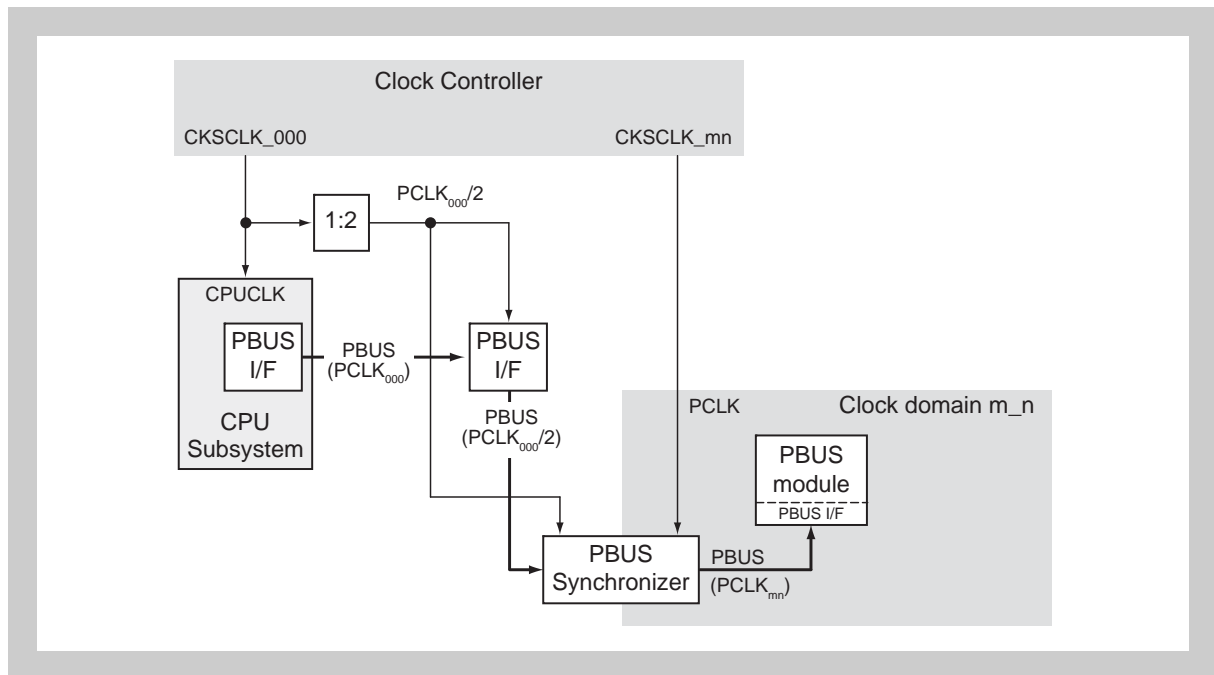 Clock Controller
CKSCLK_000
CKSCLK_mn
PCLK000/2
1:2
CPUCLK
PBUS
I/F
CPU
Subsystem
PBUS
(PCLK000)
PBUS
I/F
PBUS
(PCLK000/2)
PCLK
Clock domain m_n
PBUS
module
PBUS I/F
PBUS
Synchronizer
PBUS
(PCLKmn)